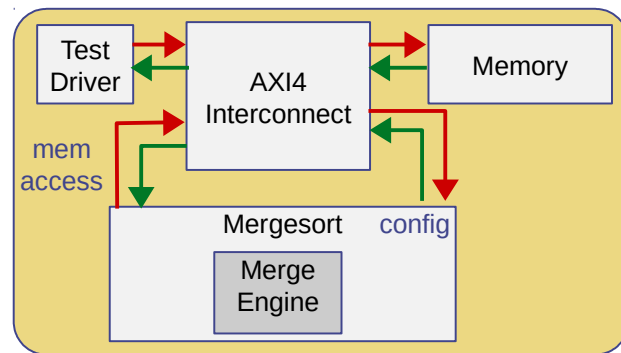 Test
Driver
AXI4
Interconnect
Memory
mem
access
Mergesort
config
Merge
Engine